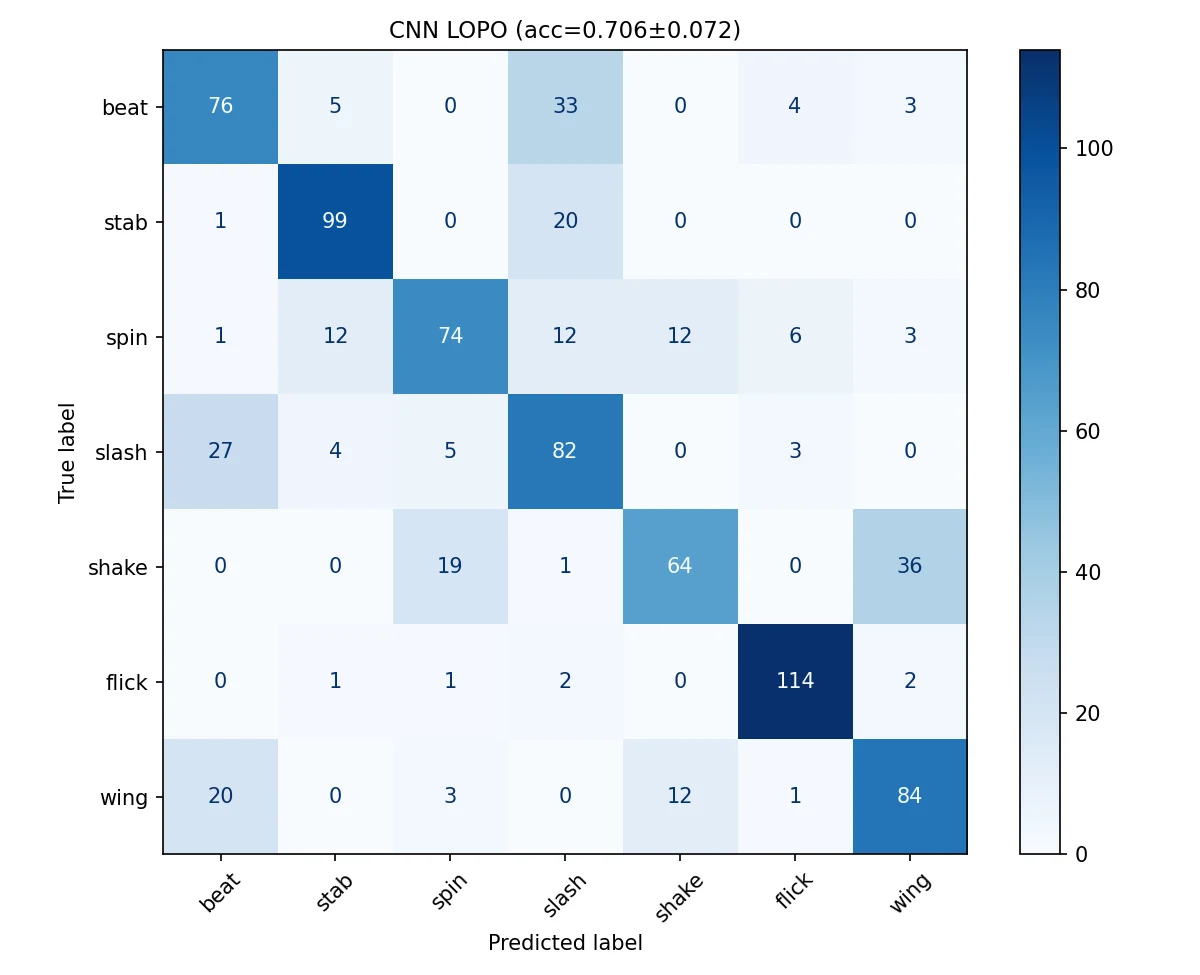 CNN LOPO (acc=0.706±0.072)
beat 76 5 0 33 0 4 3
stab 1 99 0 20 0 0 0
spin 1 12 74 12 12 6 3
slash 27 4 5 82 0 3 0
shake 0 0 19 1 64 0 36
flick 0 1 1 2 0 114 2
wing 20 0 3 0 12 1 84
beat stab spin slash shake flick wing
Predicted label
True label
100
80
60
40
20
0